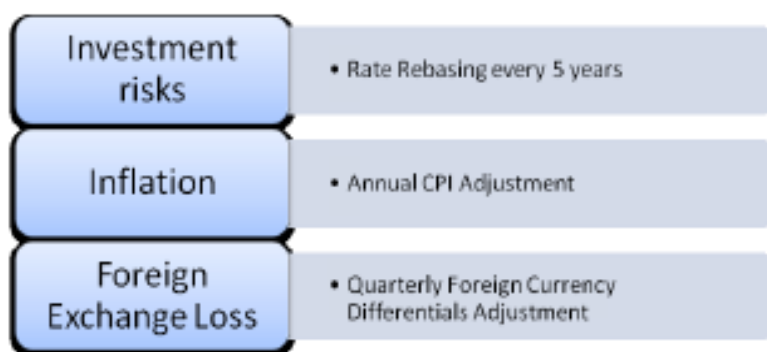 Investment
risks
• Rate Rebasing every 5 years
Inflation
• Annual CPI Adjustment
Foreign
Exchange Loss
• Quarterly Foreign Currency
Differentials Adjustment